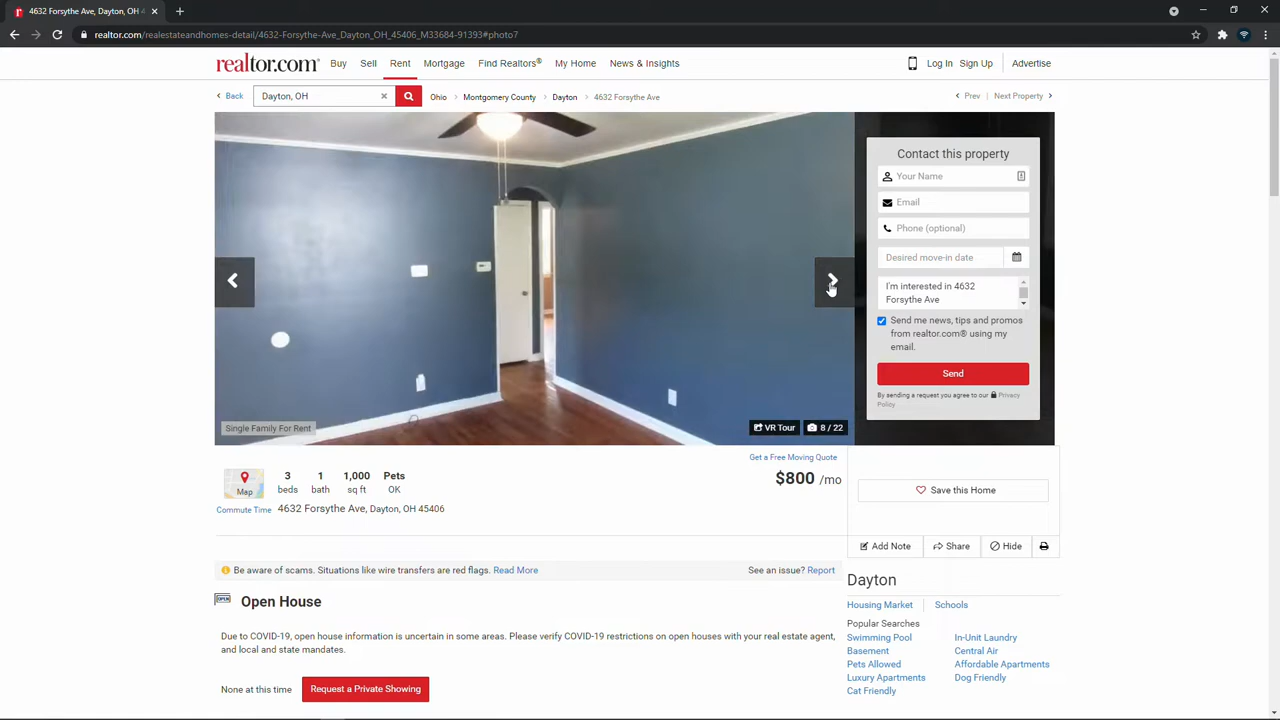 4632 Forsythe Ave, Dayton, OH 4
realtor.com/realestateandhomes-detail/4632-Forsythe-Ave_Dayton_OH_45406_M33684-91393#photo7
realtor.com®
Buy
Sell
Rent
Mortgage
Find Realtors®
My Home
News & Insights
Log In
Sign Up
Advertise
Back
Dayton, OH
Ohio
Montgomery County
Dayton
4632 Forsythe Ave
Prev
Next Property
Contact this property
Your Name
Email
Phone (optional)
Desired move-in date
I'm interested in 4632
Forsythe Ave
Send me news, tips and promos
from realtor.com® using my
email.
Send
By sending a request you agree to our Privacy
Policy
Single Family For Rent
VR Tour
8 / 22
Get a Free Moving Quote
$800 /mo
Map
3
beds
1
bath
1,000
sq ft
Pets
OK
Commute Time
4632 Forsythe Ave, Dayton, OH 45406
Save this Home
Add Note
Share
Hide
Be aware of scams. Situations like wire transfers are red flags. Read More
See an issue? Report
OPEN
Open House
Due to COVID-19, open house information is uncertain in some areas. Please verify COVID-19 restrictions on open houses with your real estate agent,
and local and state mandates.
None at this time
Request a Private Showing
Dayton
Housing Market
Schools
Popular Searches
Swimming Pool
In-Unit Laundry
Basement
Central Air
Pets Allowed
Affordable Apartments
Luxury Apartments
Dog Friendly
Cat Friendly